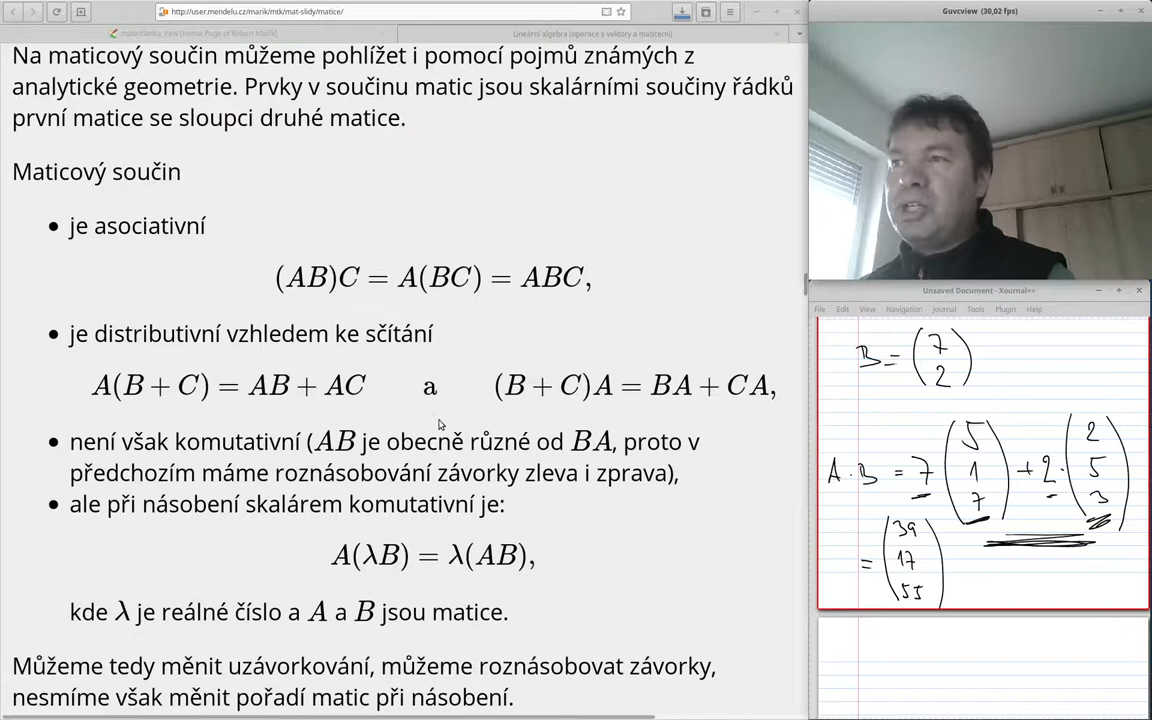 http://user.mendelu.cz/marik/mtk/mat-slidy/matice/
matematika_new [Home Page of Robert Mařík]
Lineární algebra (operace s vektory a maticemi)
Na maticový součin můžeme pohlížet i pomocí pojmů známých z
analytické geometrie. Prvky v součinu matic jsou skalárními součiny řádků
první matice se sloupci druhé matice.
Maticový součin
• je asociativní
(AB)C = A(BC) = ABC,
• je distributivní vzhledem ke sčítání
A(B + C) = AB + AC a (B + C)A = BA + CA,
• není však komutativní (AB je obecně různé od BA, proto v
předchozím máme roznásobování závorky zleva i zprava),
• ale při násobení skalárem komutativní je:
A(λB) = λ(AB),
kde λ je reálné číslo a A a B jsou matice.
Můžeme tedy měnit uzávorkování, můžeme roznásobovat závorky,
nesmíme však měnit pořadí matic při násobení.
Guvcview (30,02 fps)
Unsaved Document - Xournal++
File Edit View Navigation Journal Tools Plugin Help
B = (7
2)
A . B = 7 (5
1
7) + 2 . (2
5
3)
= (39
17
55)